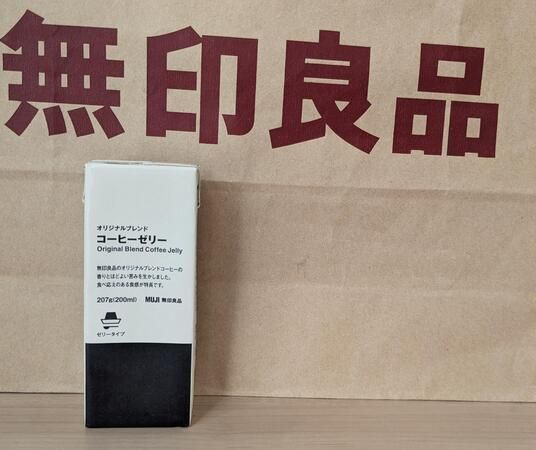 無印良品
オリジナルブレンド
コーヒーゼリー
Original Blend Coffee Jelly
無印良品のオリジナルブレンドコーヒーの
香りとほどよい苦みを生かしました。
食べ応えのある食感が特長です。
207g(200ml) MUJI 無印良品
ゼリータイプ